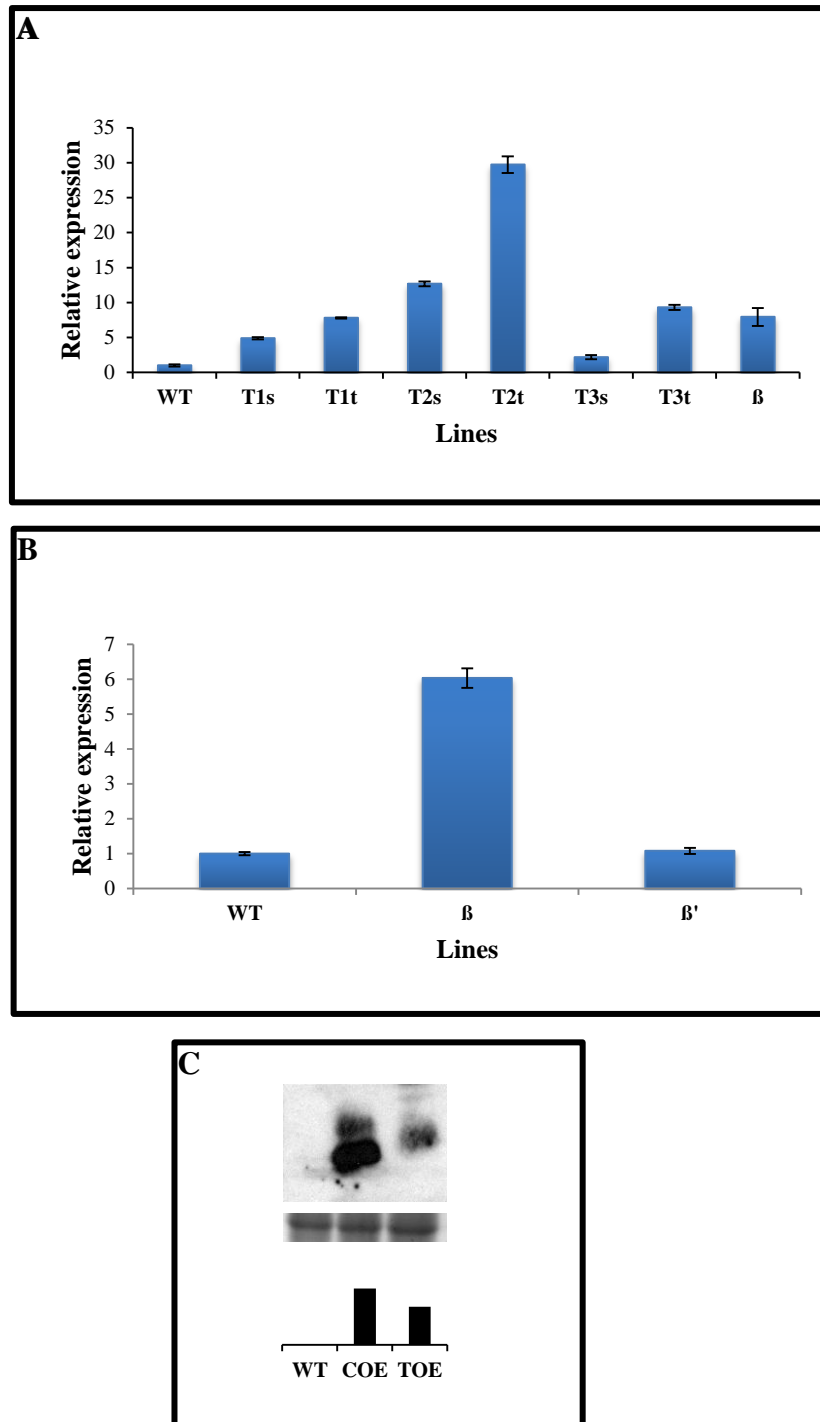 A
35
30
25
20
15
10
5
0
Relative expression
WT T1s T1t T2s T2t T3s T3t ß
Lines
B
7
6
5
4
3
2
1
0
Relative expression
WT ß ß'
Lines
C
WT COE TOE